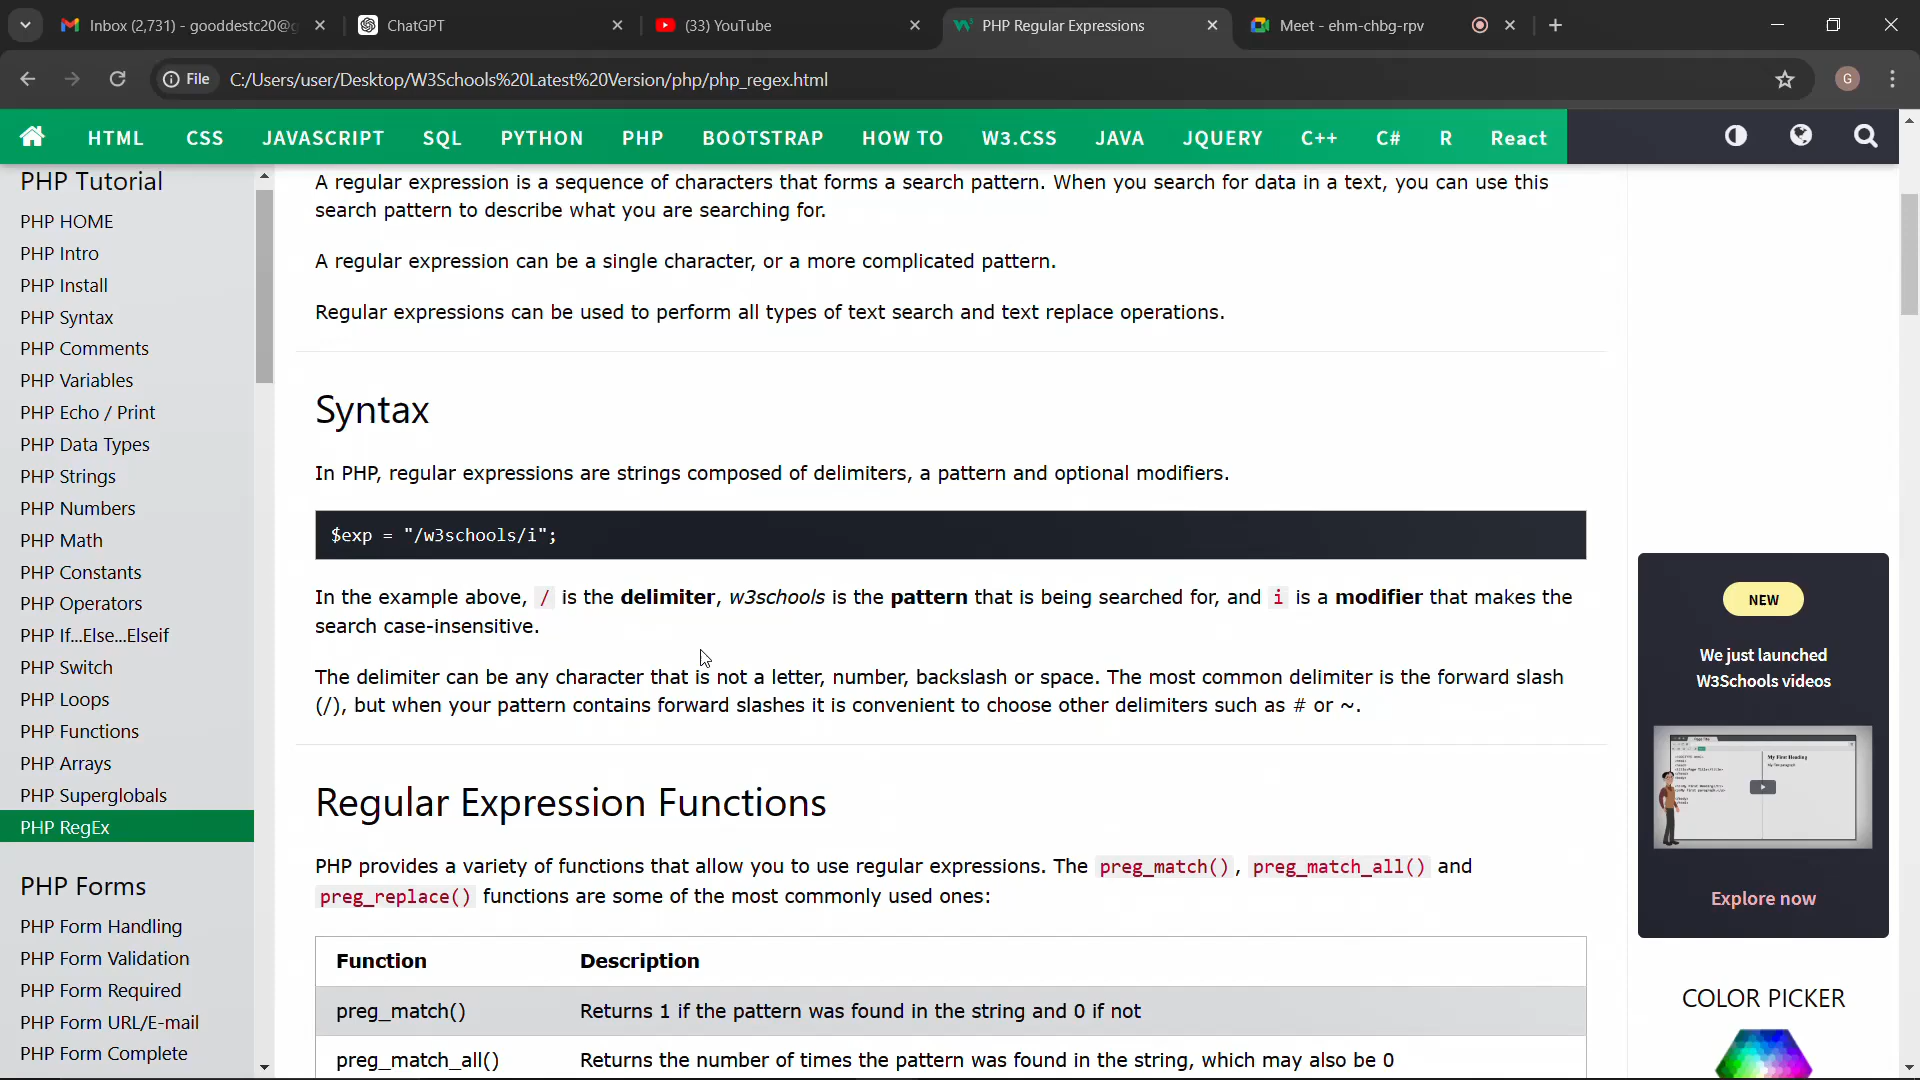 Inbox (2,731) - gooddestc20@g
ChatGPT
(33) YouTube
PHP Regular Expressions
Meet - ehm-chbg-rpv
File
C:/Users/user/Desktop/W3Schools%20Latest%20Version/php/php_regex.html
G
HTML CSS JAVASCRIPT SQL PYTHON PHP BOOTSTRAP HOW TO W3.CSS JAVA JQUERY C++ C# R React
PHP Tutorial
PHP HOME
PHP Intro
PHP Install
PHP Syntax
PHP Comments
PHP Variables
PHP Echo / Print
PHP Data Types
PHP Strings
PHP Numbers
PHP Math
PHP Constants
PHP Operators
PHP If...Else...Elseif
PHP Switch
PHP Loops
PHP Functions
PHP Arrays
PHP Superglobals
PHP RegEx
PHP Forms
PHP Form Handling
PHP Form Validation
PHP Form Required
PHP Form URL/E-mail
PHP Form Complete
A regular expression is a sequence of characters that forms a search pattern. When you search for data in a text, you can use this
search pattern to describe what you are searching for.
A regular expression can be a single character, or a more complicated pattern.
Regular expressions can be used to perform all types of text search and text replace operations.
Syntax
In PHP, regular expressions are strings composed of delimiters, a pattern and optional modifiers.
$exp = "/w3schools/i";
In the example above, / is the delimiter, w3schools is the pattern that is being searched for, and i is a modifier that makes the
search case-insensitive.
The delimiter can be any character that is not a letter, number, backslash or space. The most common delimiter is the forward slash
(/), but when your pattern contains forward slashes it is convenient to choose other delimiters such as # or ~.
Regular Expression Functions
PHP provides a variety of functions that allow you to use regular expressions. The preg_match(), preg_match_all() and
preg_replace() functions are some of the most commonly used ones:
Function Description
preg_match() Returns 1 if the pattern was found in the string and 0 if not
preg_match_all() Returns the number of times the pattern was found in the string, which may also be 0
NEW
We just launched
W3Schools videos
My First Heading
Explore now
COLOR PICKER